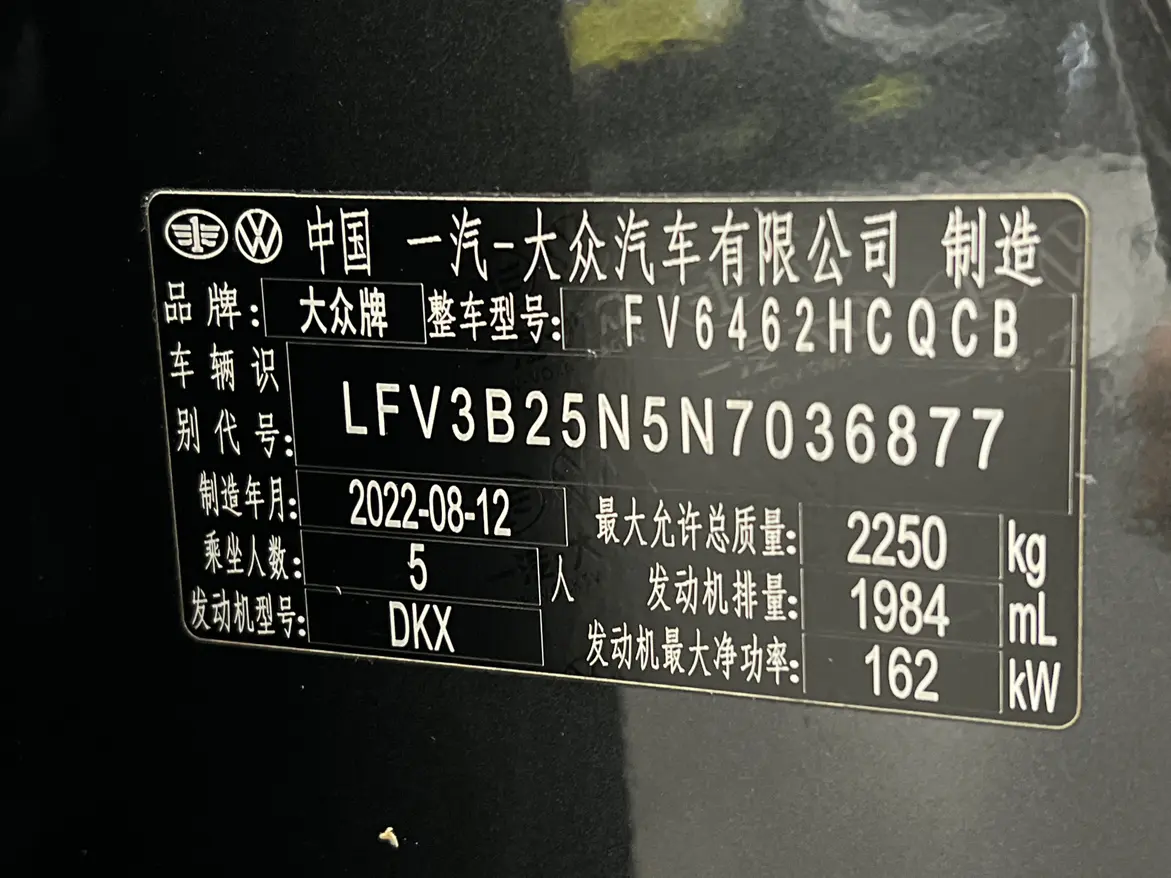 中国 一汽-大众汽车有限公司 制造
品牌: 大众牌 整车型号: FV6462HCQCB
车辆识别代号: LFV3B25N5N7036877
制造年月: 2022-08-12 最大允许总质量: 2250 kg
乘坐人数: 5 人 发动机排量: 1984 mL
发动机型号: DKX 发动机最大净功率: 162 kW